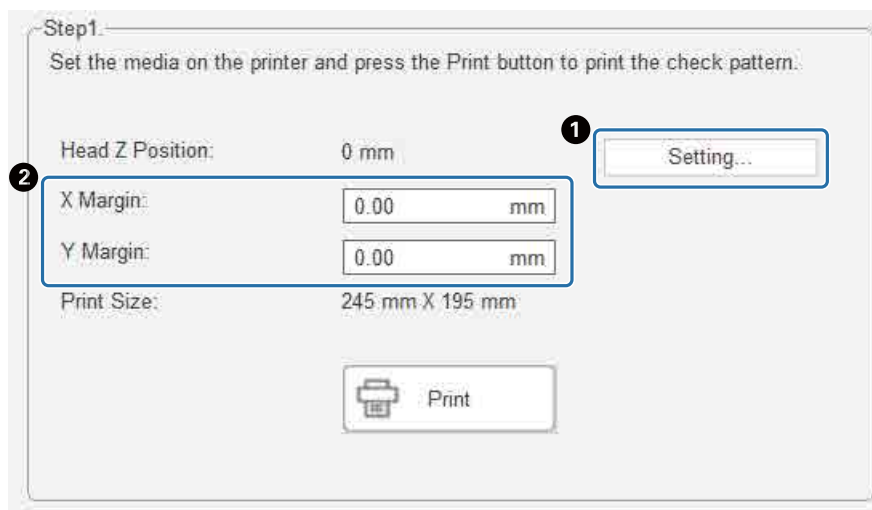 Step1.
Set the media on the printer and press the Print button to print the check pattern.
1
Head Z Position: 0 mm Setting...
2
X Margin: 0.00 mm
Y Margin: 0.00 mm
Print Size: 245 mm X 195 mm
Print